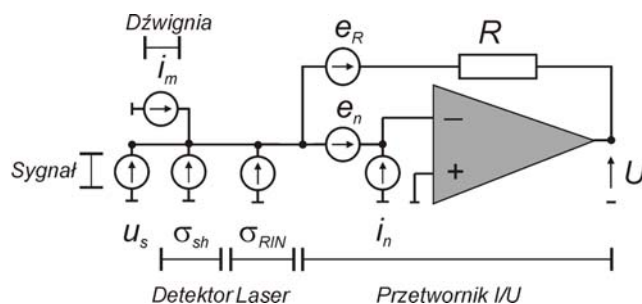 Dźwignia
i_m
e_R
R
e_n
−
+
Sygnał
u_s
σ_sh
σ_RIN
i_n
U
Detektor Laser
Przetwornik I/U